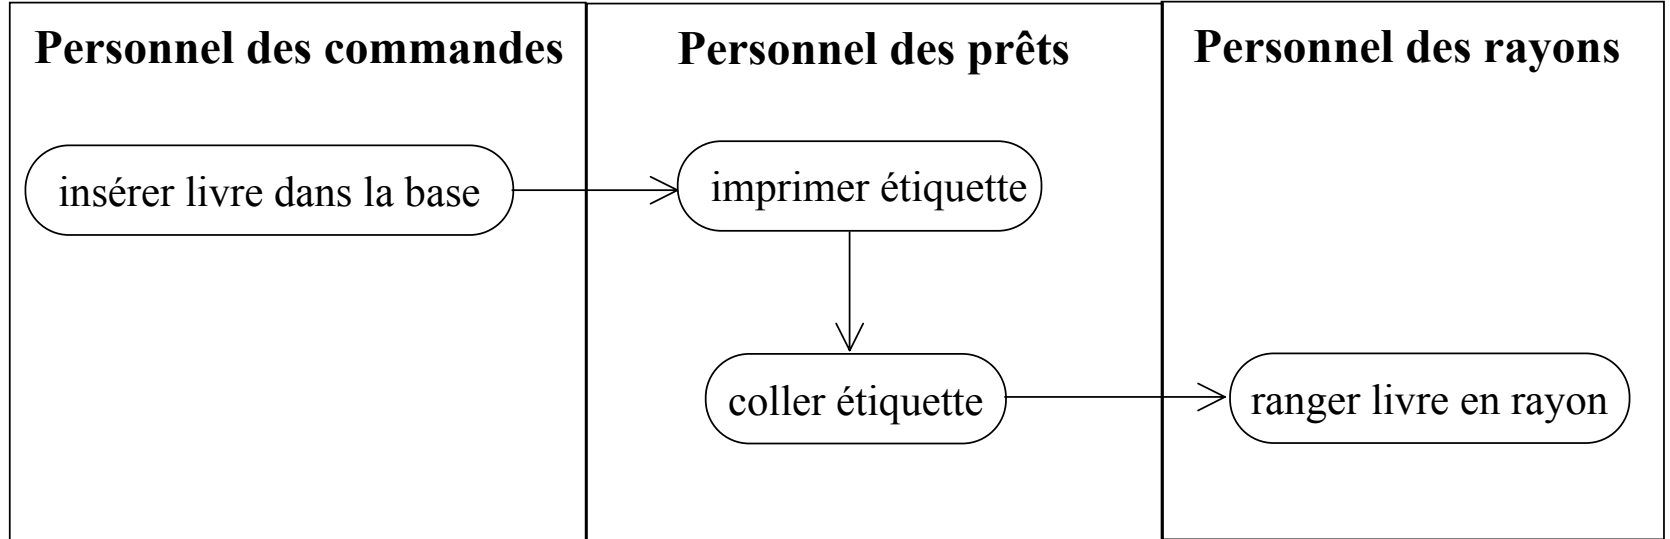 Personnel des commandes
Personnel des prêts
Personnel des rayons
insérer livre dans la base
imprimer étiquette
coller étiquette
ranger livre en rayon